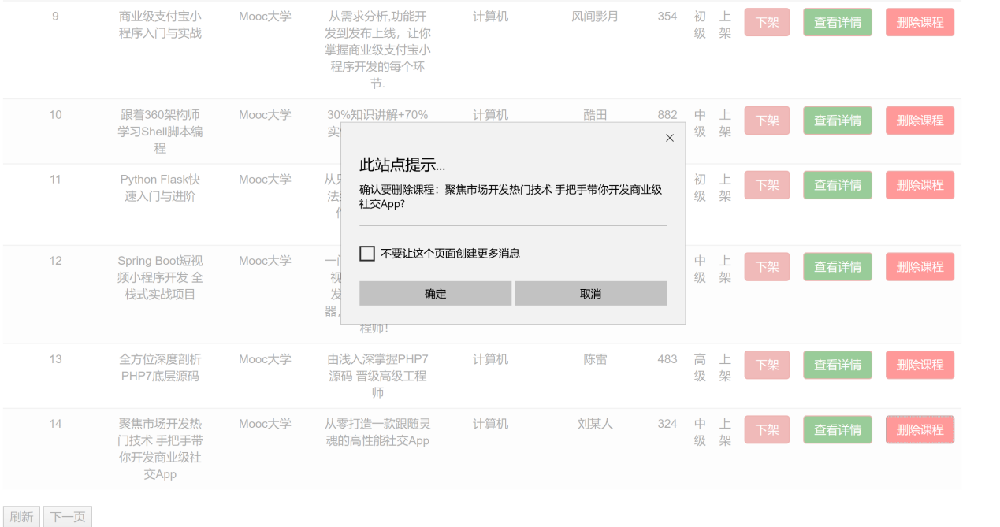 9
商业级支付宝小
程序入门与实战
Mooc大学
从需求分析,功能开
发到发布上线，让你
掌握商业级支付宝小
程序开发的每个环
节.
计算机
风间影月
354
初
级
上
架
下架
查看详情
删除课程
10
跟着360架构师
学习Shell脚本编
程
Mooc大学
30%知识讲解+70%
实
计算机
酷田
882
中
级
上
架
下架
查看详情
删除课程
11
Python Flask快
速入门与进阶
Mooc大学
从
法
初
级
上
架
下架
查看详情
删除课程
12
Spring Boot短视
频小程序开发 全
栈式实战项目
Mooc大学
一
视
发
器
程师！
中
级
上
架
下架
查看详情
删除课程
13
全方位深度剖析
PHP7底层源码
Mooc大学
由浅入深掌握PHP7
源码 晋级高级工程
师
计算机
陈雷
483
高
级
上
架
下架
查看详情
删除课程
14
聚焦市场开发热
门技术 手把手带
你开发商业级社
交App
Mooc大学
从零打造一款跟随灵
魂的高性能社交App
计算机
刘某人
324
中
级
上
架
下架
查看详情
删除课程
刷新
下一页
此站点提示...
确认要删除课程：聚焦市场开发热门技术 手把手带你开发商业级
社交App?
不要让这个页面创建更多消息
确定
取消